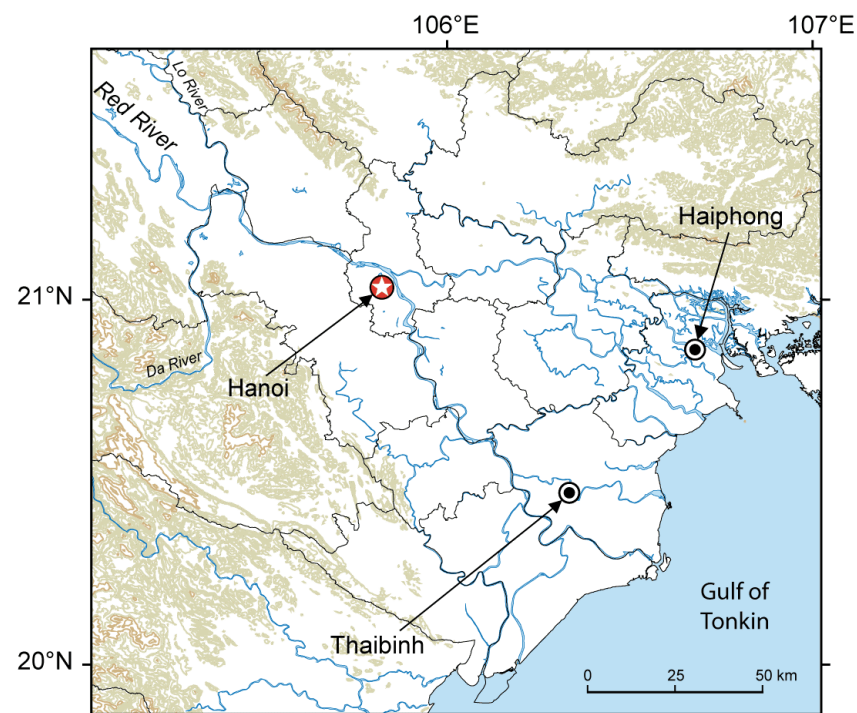 106°E
107°E
Lo River
Red River
Haiphong
21°N
Da River
Hanoi
Gulf of
Tonkin
Thaibinh
20°N
0 25 50 km